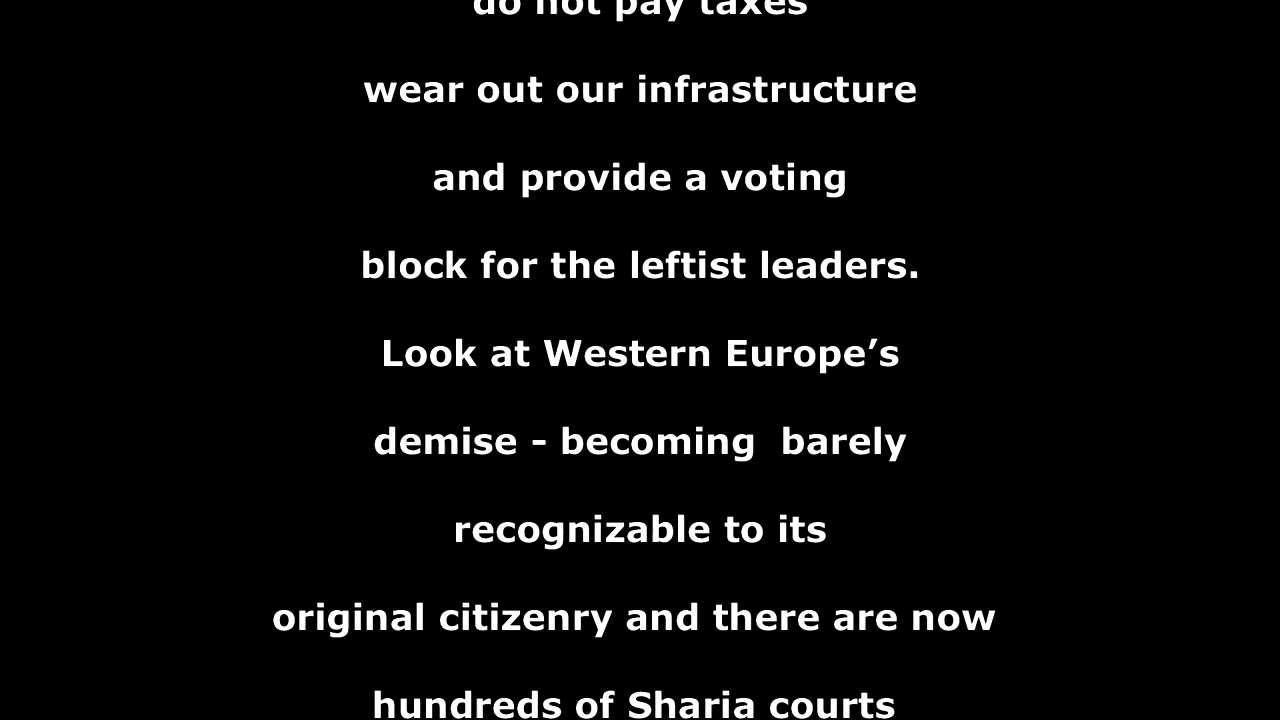 do not pay taxes
wear out our infrastructure
and provide a voting
block for the leftist leaders.
Look at Western Europe’s
demise - becoming  barely
recognizable to its
original citizenry and there are now
hundreds of Sharia courts